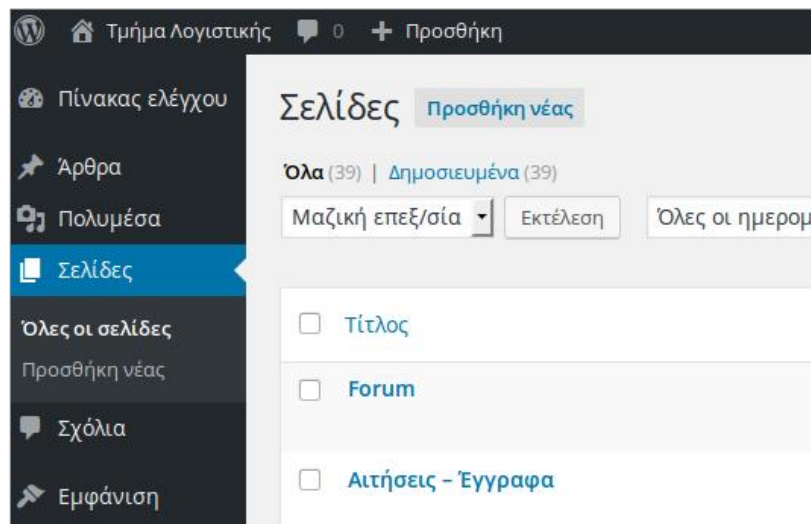 Τμήμα Λογιστικής 0 Προσθήκη
Πίνακας ελέγχου
Άρθρα
Πολυμέσα
Σελίδες
Όλες οι σελίδες
Προσθήκη νέας
Σχόλια
Εμφάνιση
Σελίδες Προσθήκη νέας
Όλα (39) | Δημοσιευμένα (39)
Μαζική επεξ/σία Εκτέλεση Όλες οι ημερομ
Τίτλος
Forum
Αιτήσεις – Έγγραφα